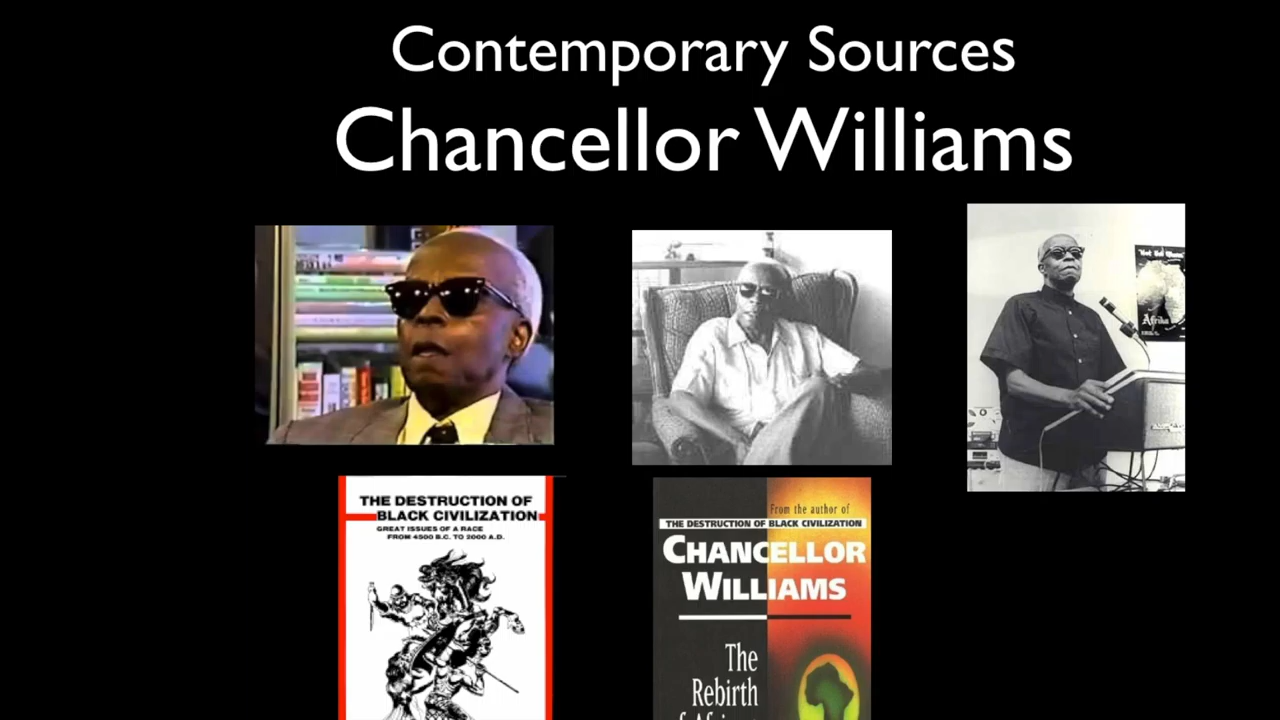 Contemporary Sources
Chancellor Williams
Afrika
THE DESTRUCTION OF
BLACK CIVILIZATION
GREAT ISSUES OF A RACE
FROM 4500 B.C. TO 2000 A.D.
From the author of
THE DESTRUCTION OF BLACK CIVILIZATION
CHANCELLOR
WILLIAMS
The
Rebirth